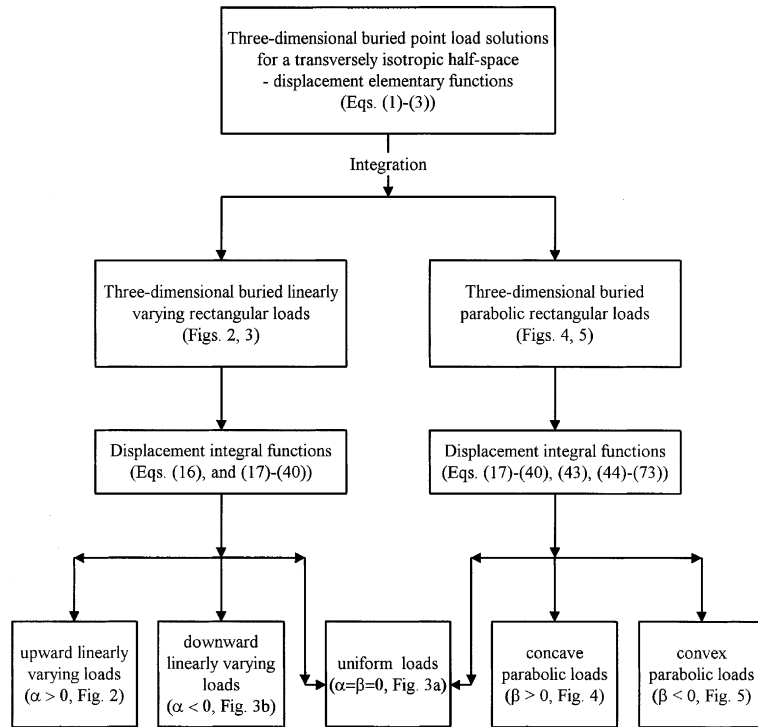 Three-dimensional buried point load solutions
for a transversely isotropic half-space
- displacement elementary functions
(Eqs. (1)-(3))
Integration
Three-dimensional buried linearly
varying rectangular loads
(Figs. 2, 3)
Three-dimensional buried
parabolic rectangular loads
(Figs. 4, 5)
Displacement integral functions
(Eqs. (16), and (17)-(40))
Displacement integral functions
(Eqs. (17)-(40), (43), (44)-(73))
upward linearly
varying loads
(α > 0, Fig. 2)
downward
linearly varying
loads
(α < 0, Fig. 3b)
uniform loads
(α=β=0, Fig. 3a)
concave
parabolic loads
(β > 0, Fig. 4)
convex
parabolic loads
(β < 0, Fig. 5)